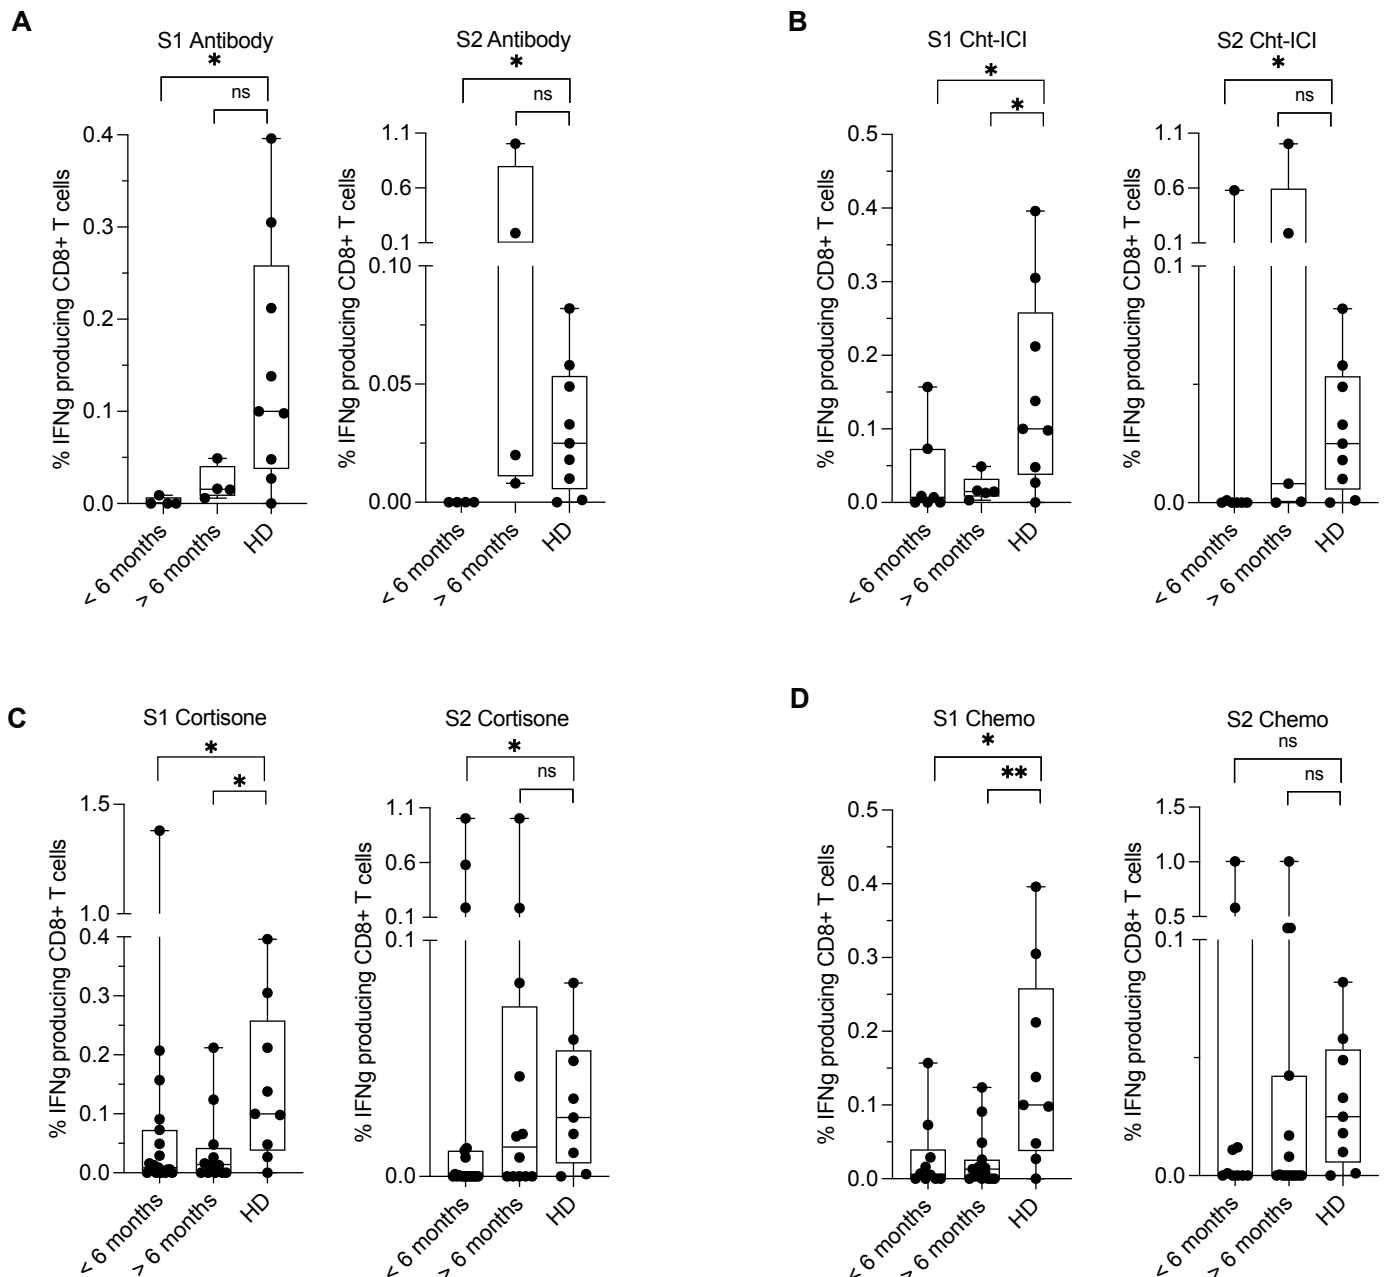 A
S1 Antibody
*
ns
% IFNg producing CD8+ T cells
0.4
0.3
0.2
0.1
0.0
< 6 months
> 6 months
HD
S2 Antibody
*
ns
% IFNg producing CD8+ T cells
1.1
0.6
0.1
0.10
0.05
0.00
< 6 months
> 6 months
HD
B
S1 Cht-ICI
*
*
% IFNg producing CD8+ T cells
0.5
0.4
0.3
0.2
0.1
0.0
< 6 months
> 6 months
HD
S2 Cht-ICI
*
ns
% IFNg producing CD8+ T cells
1.1
0.6
0.1
0.1
0.0
< 6 months
> 6 months
HD
C
S1 Cortisone
*
*
% IFNg producing CD8+ T cells
1.5
1.0
0.4
0.3
0.2
0.1
0.0
< 6 months
> 6 months
HD
S2 Cortisone
*
ns
% IFNg producing CD8+ T cells
1.1
0.6
0.1
0.1
0.0
< 6 months
> 6 months
HD
D
S1 Chemo
*
**
% IFNg producing CD8+ T cells
0.5
0.4
0.3
0.2
0.1
0.0
< 6 months
> 6 months
HD
S2 Chemo
ns
ns
% IFNg producing CD8+ T cells
1.5
1.0
0.5
0.1
0.0
< 6 months
> 6 months
HD